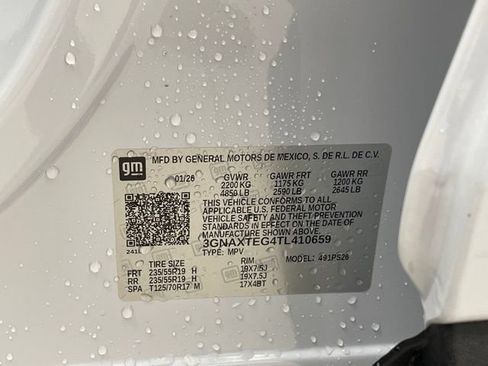 gm MFD BY GENERAL MOTORS DE MEXICO, S. DE R.L. DE C.V.
01/26 GVWR GAWR FRT GAWR RR
2200 KG 1175 KG 1200 KG
4850 LB 2590 LB 2645 LB
THIS VEHICLE CONFORMS TO ALL
APPLICABLE U.S. FEDERAL MOTOR
VEHICLE SAFETY AND THEFT PREVENTION
STANDARDS IN EFFECT ON THE DATE OF
MANUFACTURE SHOWN ABOVE.
3GNAXTEG4TL410659
TYPE: MPV MODEL: 491PS26
TIRE SIZE RIM
FRT 235/55R19 H 19X7.5J
RR 235/55R19 H 19X7.5J
SPA T125/70R17 M 17X4BT